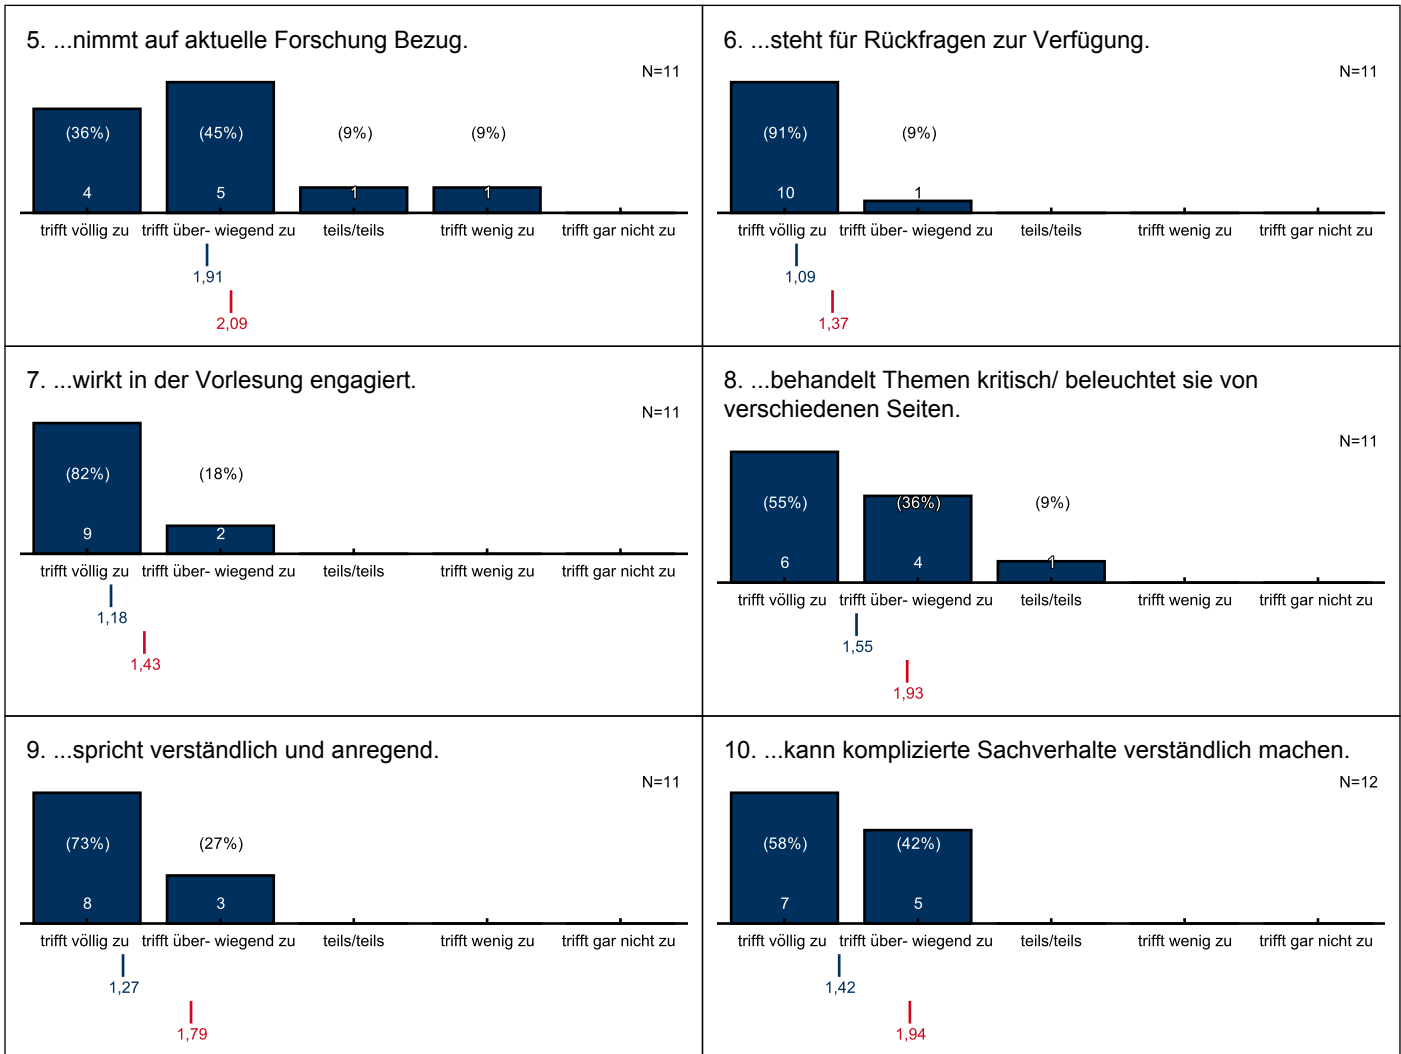 5. ...nimmt auf aktuelle Forschung Bezug.
N=11
(36%) (45%) (9%) (9%)
4 5 1 1
trifft völlig zu trifft über- wiegend zu teils/teils trifft wenig zu trifft gar nicht zu
1,91
2,09
6. ...steht für Rückfragen zur Verfügung.
N=11
(91%) (9%)
10 1
trifft völlig zu trifft über- wiegend zu teils/teils trifft wenig zu trifft gar nicht zu
1,09
1,37
7. ...wirkt in der Vorlesung engagiert.
N=11
(82%) (18%)
9 2
trifft völlig zu trifft über- wiegend zu teils/teils trifft wenig zu trifft gar nicht zu
1,18
1,43
8. ...behandelt Themen kritisch/ beleuchtet sie von
verschiedenen Seiten.
N=11
(55%) (36%) (9%)
6 4 1
trifft völlig zu trifft über- wiegend zu teils/teils trifft wenig zu trifft gar nicht zu
1,55
1,93
9. ...spricht verständlich und anregend.
N=11
(73%) (27%)
8 3
trifft völlig zu trifft über- wiegend zu teils/teils trifft wenig zu trifft gar nicht zu
1,27
1,79
10. ...kann komplizierte Sachverhalte verständlich machen.
N=12
(58%) (42%)
7 5
trifft völlig zu trifft über- wiegend zu teils/teils trifft wenig zu trifft gar nicht zu
1,42
1,94